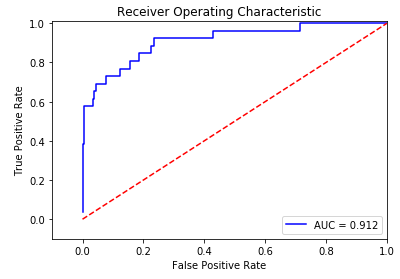 Receiver Operating Characteristic
True Positive Rate
1.0
0.8
0.6
0.4
0.2
0.0
AUC = 0.912
0.0 0.2 0.4 0.6 0.8 1.0
False Positive Rate